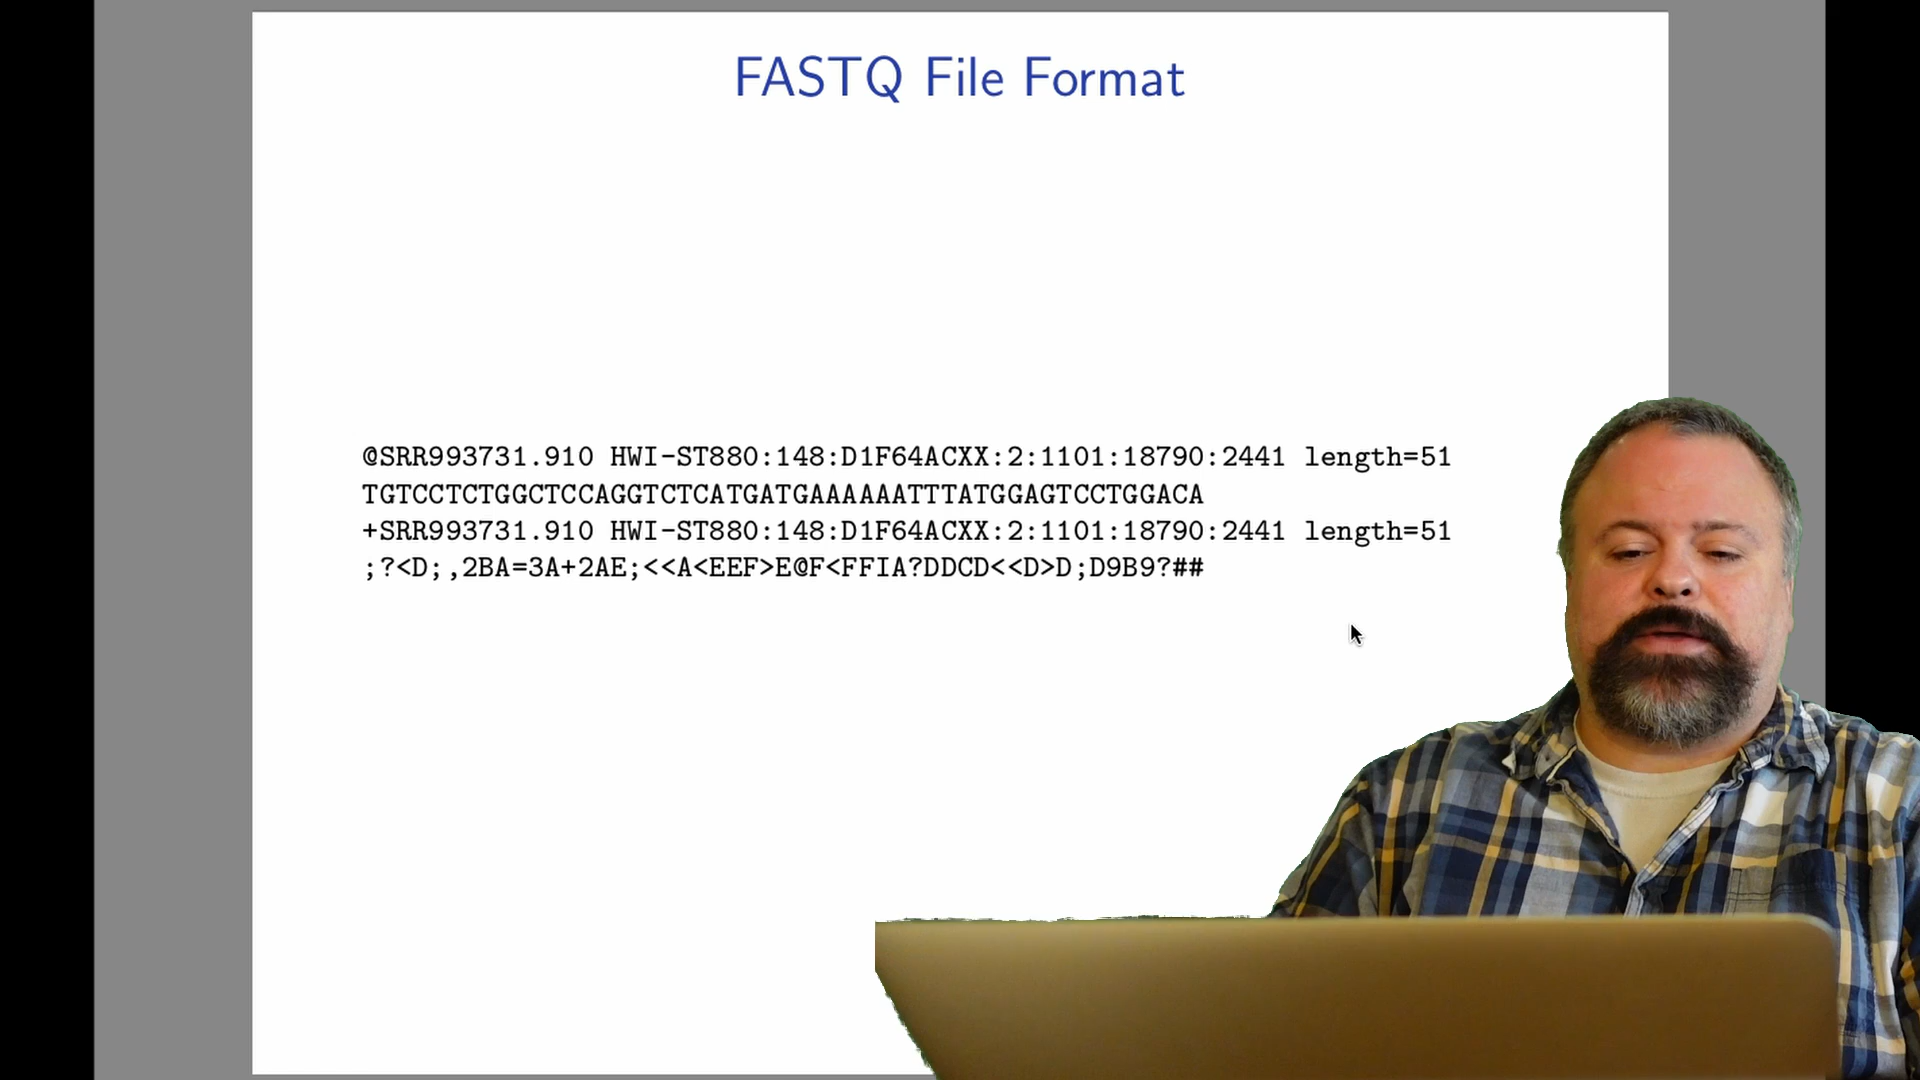 FASTQ File Format
@SRR993731.910 HWI-ST880:148:D1F64ACXX:2:1101:18790:2441 length=51
TGTCCTCTGGCTCCAGGTCTCATGATGAAAAAATTTATGGAGTCCTGGACA
+SRR993731.910 HWI-ST880:148:D1F64ACXX:2:1101:18790:2441 length=51
;?<D;,2BA=3A+2AE;<<A<EEF>E@F<FFIA?DDCD<<D>D;D9B9?##